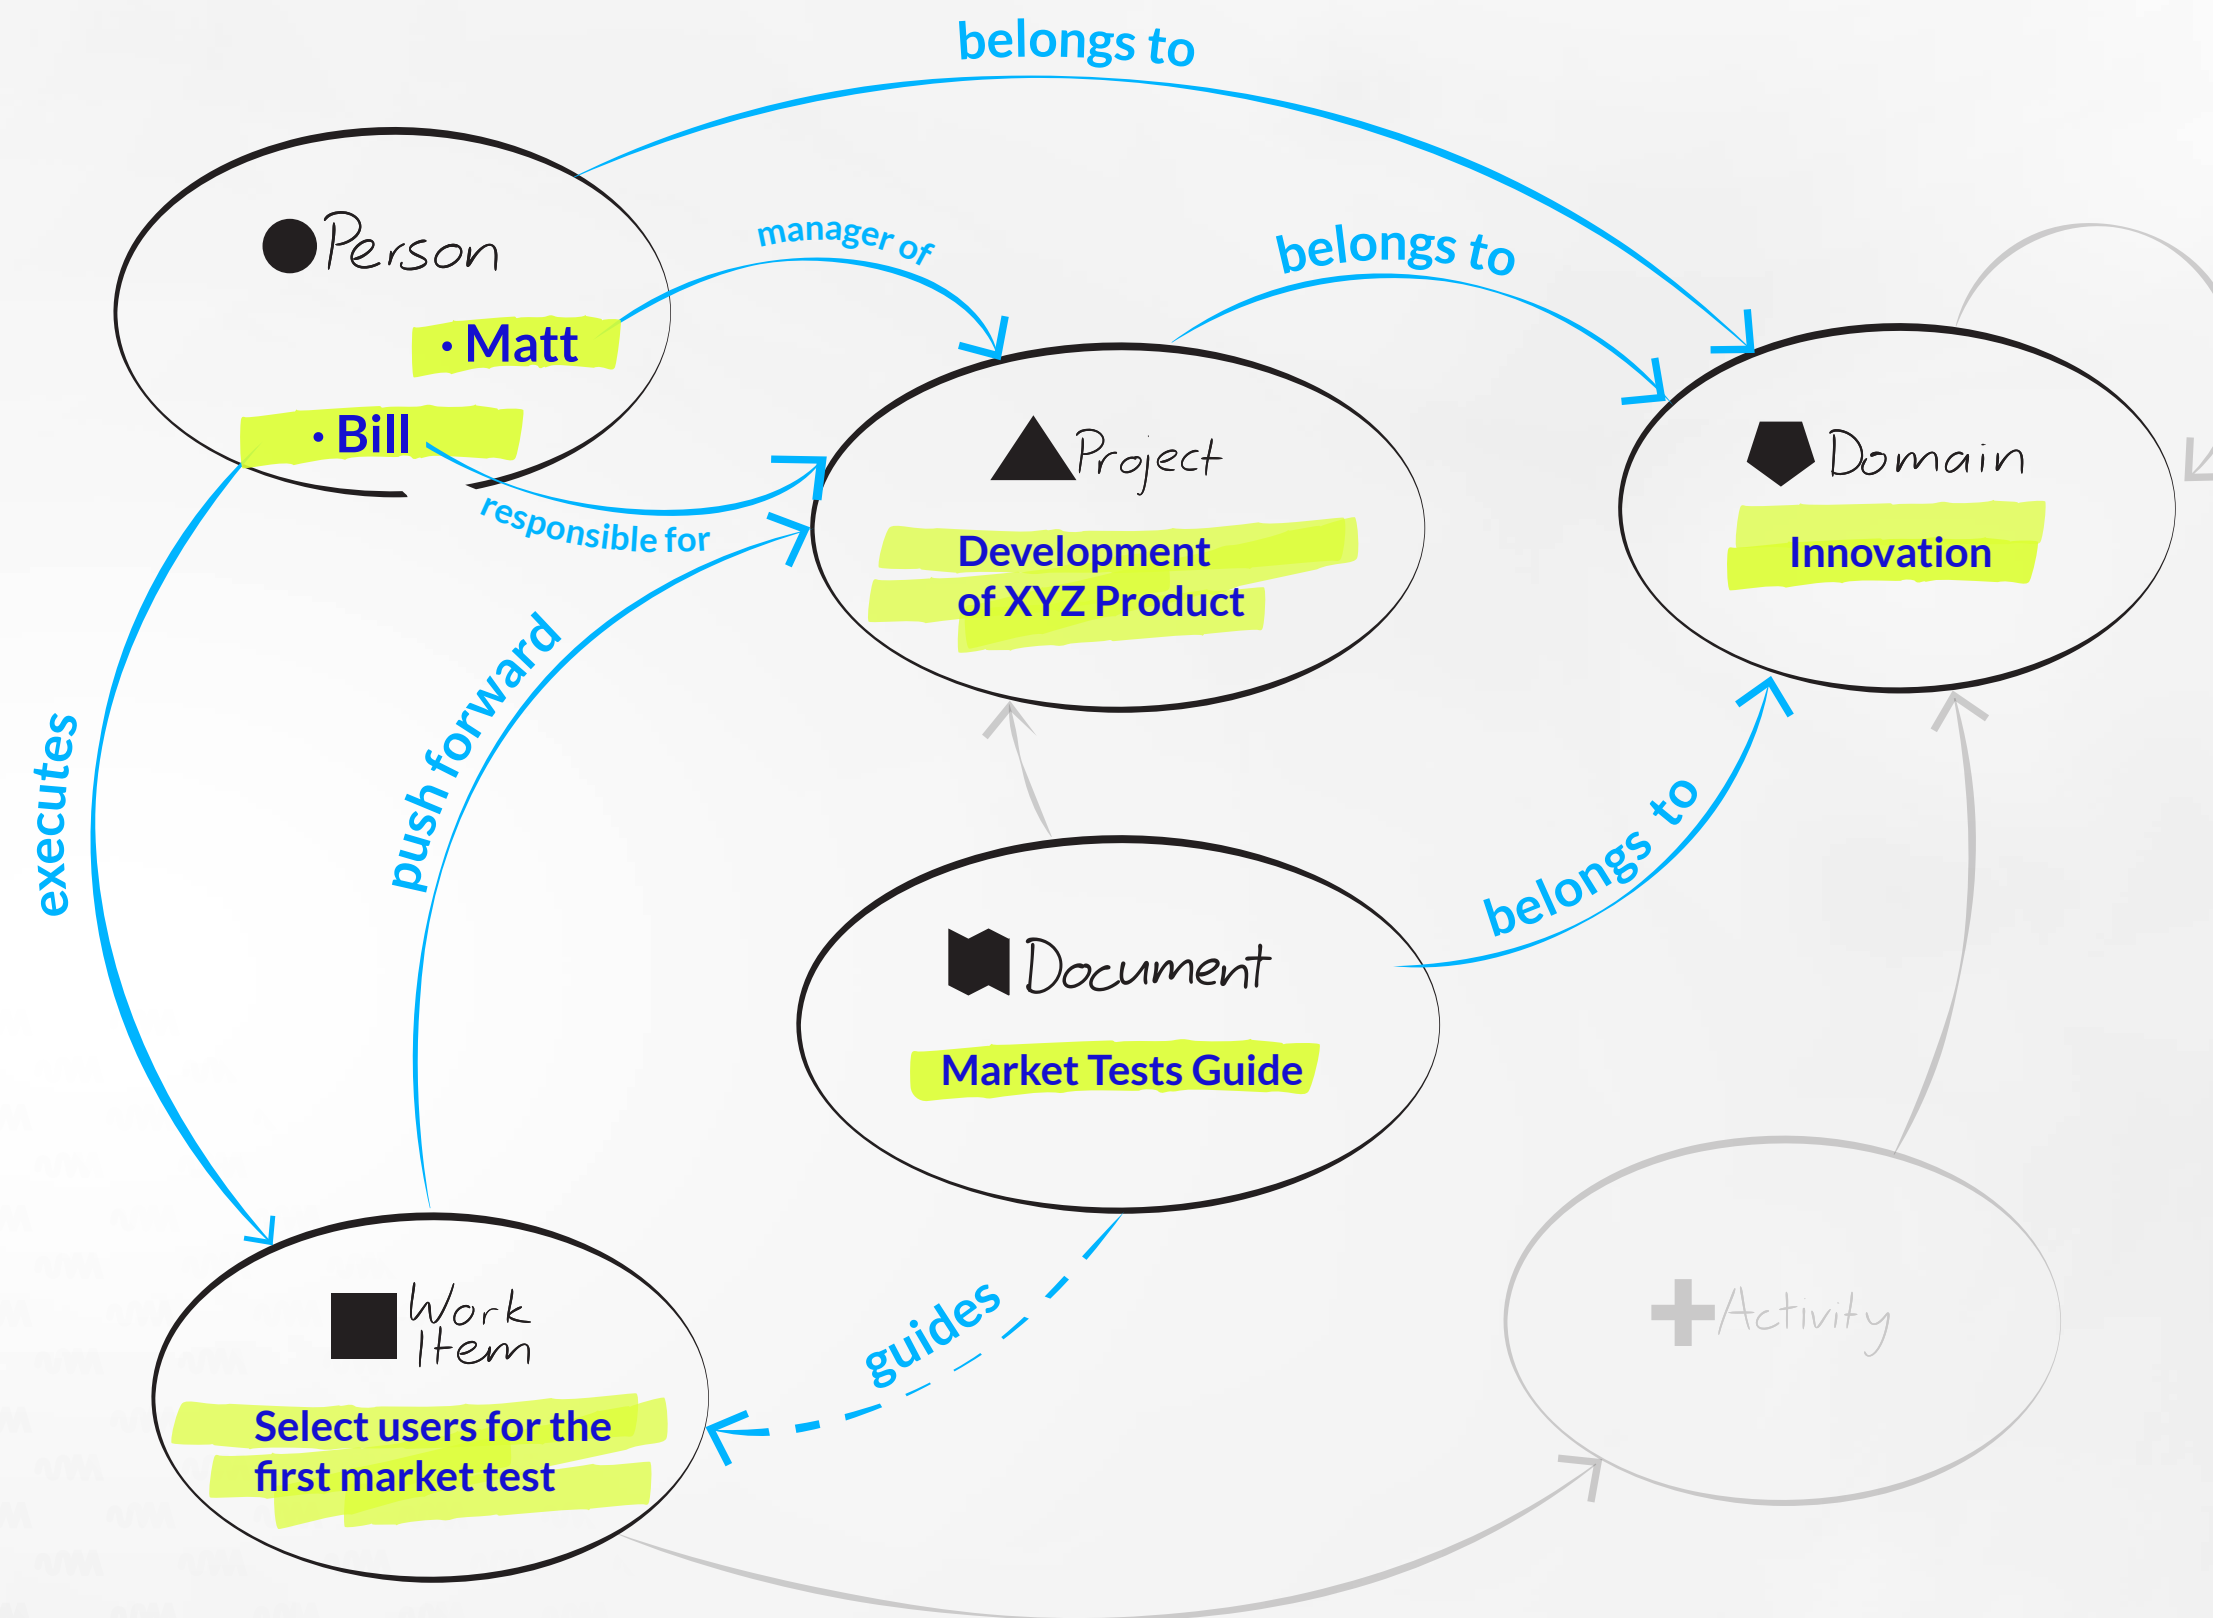 belongs to
Person
manager of
belongs to
· Matt
· Bill
responsible for
Project
Development
of XYZ Product
Domain
Innovation
push forward
executes
belongs to
Document
Market Tests Guide
guides
Work
Item
Select users for the
first market test
Activity